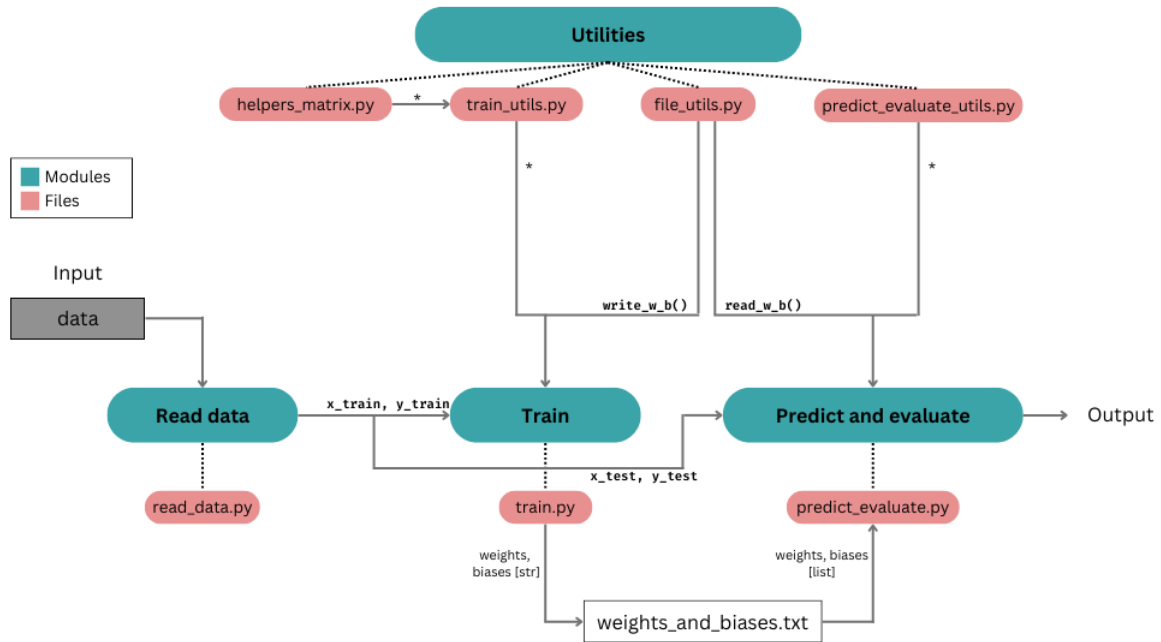 Utilities
helpers_matrix.py
*
train_utils.py
file_utils.py
predict_evaluate_utils.py
*
*
Modules
Files
Input
data
write_w_b()
read_w_b()
Read data
x_train, y_train
Train
Predict and evaluate
Output
x_test, y_test
read_data.py
train.py
predict_evaluate.py
weights,
biases [str]
weights, biases
[list]
weights_and_biases.txt